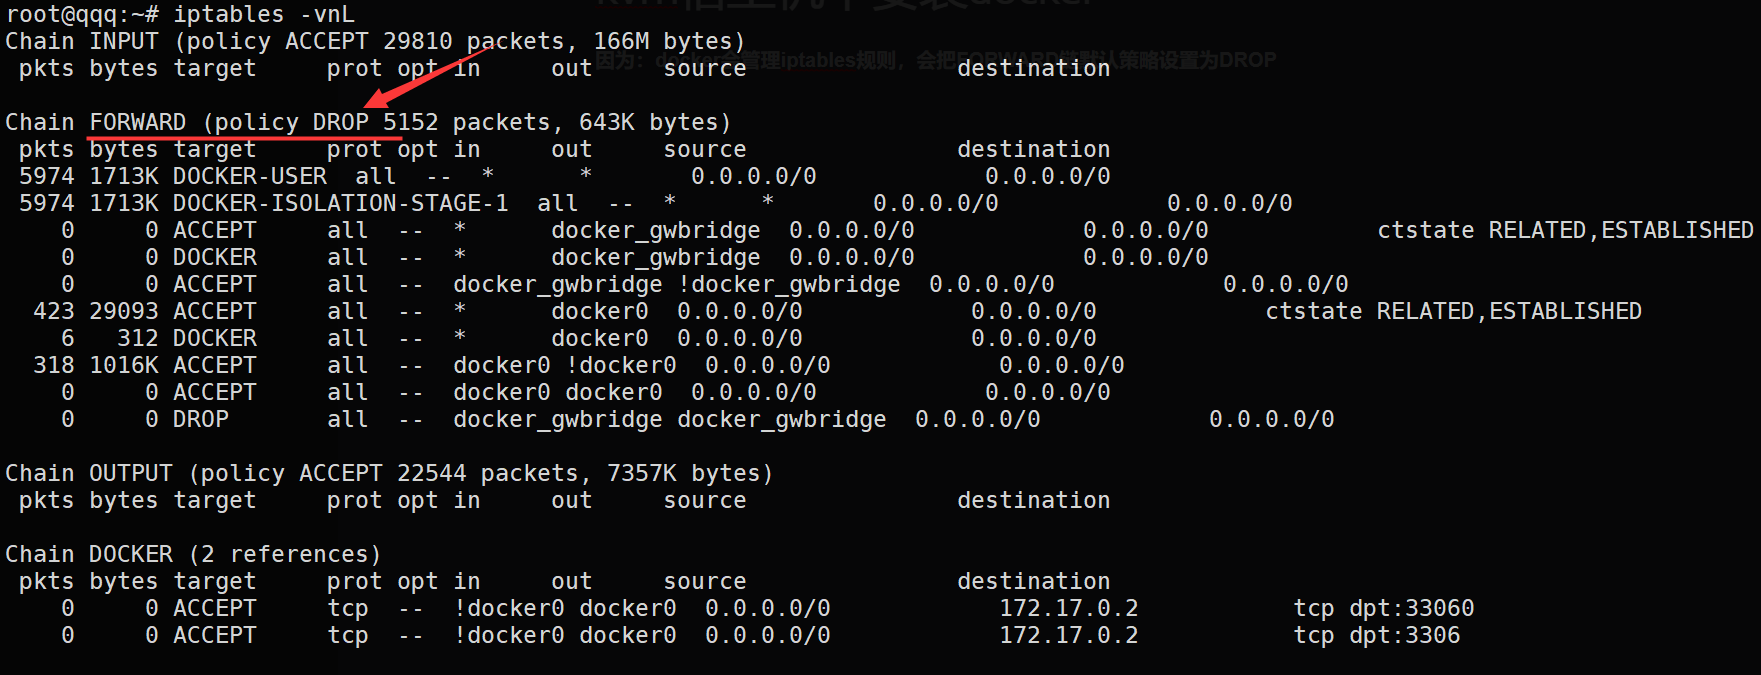 root@qqq:~# iptables -vnL
Chain INPUT (policy ACCEPT 29810 packets, 166M bytes)
因为：docker会管理iptables规则，会把FORWARD链默认策略设置为DROP
pkts bytes target prot opt in out source destination
Chain FORWARD (policy DROP 5152 packets, 643K bytes)
pkts bytes target prot opt in out source destination
5974 1713K DOCKER-USER all -- * * 0.0.0.0/0 0.0.0.0/0
5974 1713K DOCKER-ISOLATION-STAGE-1 all -- * * 0.0.0.0/0 0.0.0.0/0
0 0 ACCEPT all -- * docker_gwbridge 0.0.0.0/0 0.0.0.0/0 ctstate RELATED,ESTABLISHED
0 0 DOCKER all -- * docker_gwbridge 0.0.0.0/0 0.0.0.0/0
0 0 ACCEPT all -- docker_gwbridge !docker_gwbridge 0.0.0.0/0 0.0.0.0/0
423 29093 ACCEPT all -- * docker0 0.0.0.0/0 0.0.0.0/0 ctstate RELATED,ESTABLISHED
6 312 DOCKER all -- * docker0 0.0.0.0/0 0.0.0.0/0
318 1016K ACCEPT all -- docker0 !docker0 0.0.0.0/0 0.0.0.0/0
0 0 ACCEPT all -- docker0 docker0 0.0.0.0/0 0.0.0.0/0
0 0 DROP all -- docker_gwbridge docker_gwbridge 0.0.0.0/0 0.0.0.0/0
Chain OUTPUT (policy ACCEPT 22544 packets, 7357K bytes)
pkts bytes target prot opt in out source destination
Chain DOCKER (2 references)
pkts bytes target prot opt in out source destination
0 0 ACCEPT tcp -- !docker0 docker0 0.0.0.0/0 172.17.0.2 tcp dpt:33060
0 0 ACCEPT tcp -- !docker0 docker0 0.0.0.0/0 172.17.0.2 tcp dpt:3306